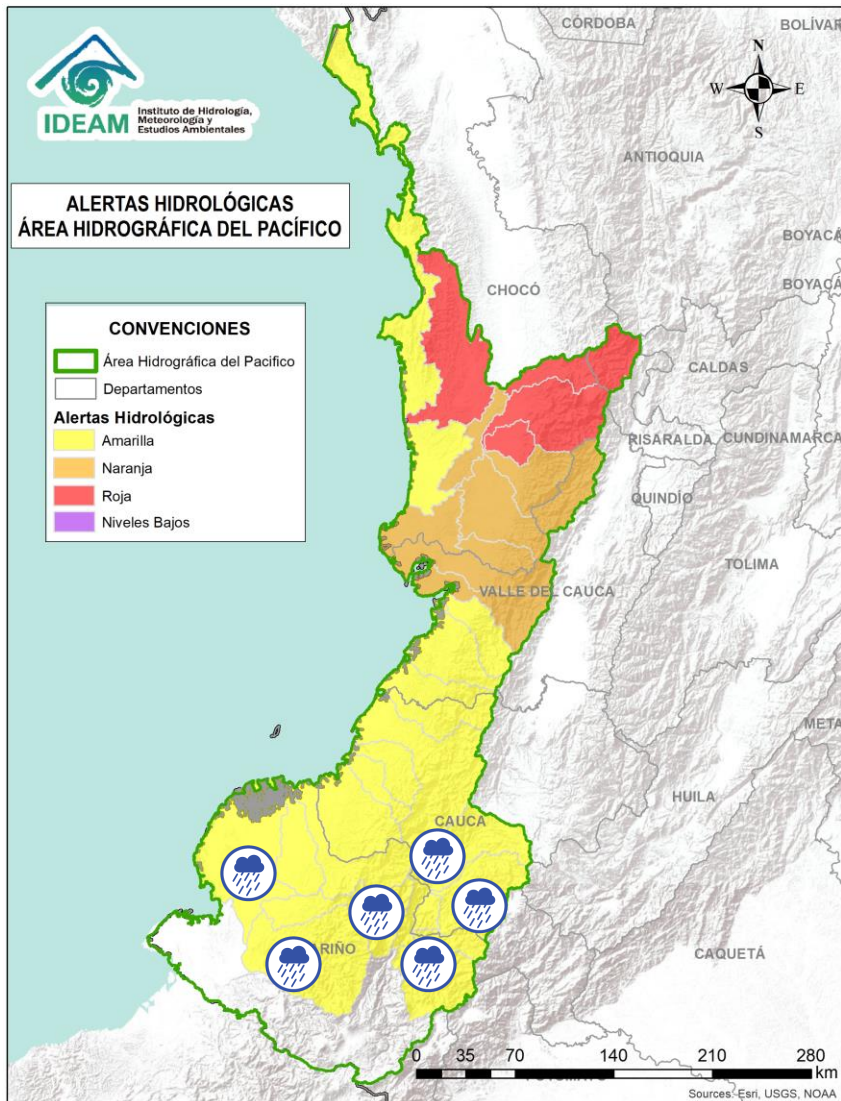 CÓRDOBA
BOLÍVAR
N
W
E
S
IDEAM
Instituto de Hidrología,
Meteorología y
Estudios Ambientales
ANTIOQUIA
ALERTAS HIDROLÓGICAS
ÁREA HIDROGRÁFICA DEL PACÍFICO
BOYACÁ
BOYACÁ
CHOCÓ
CONVENCIONES
Área Hidrográfica del Pacifico
Departamentos
Alertas Hidrológicas
Amarilla
Naranja
Roja
Niveles Bajos
CALDAS
RISARALDA
CUNDINAMARCA
QUINDÍO
TOLIMA
VALLE DEL CAUCA
META
HUILA
CAUCA
ARIÑO
CAQUETÁ
0 35 70 140 210 280
km
Sources: Esri, USGS, NOAA